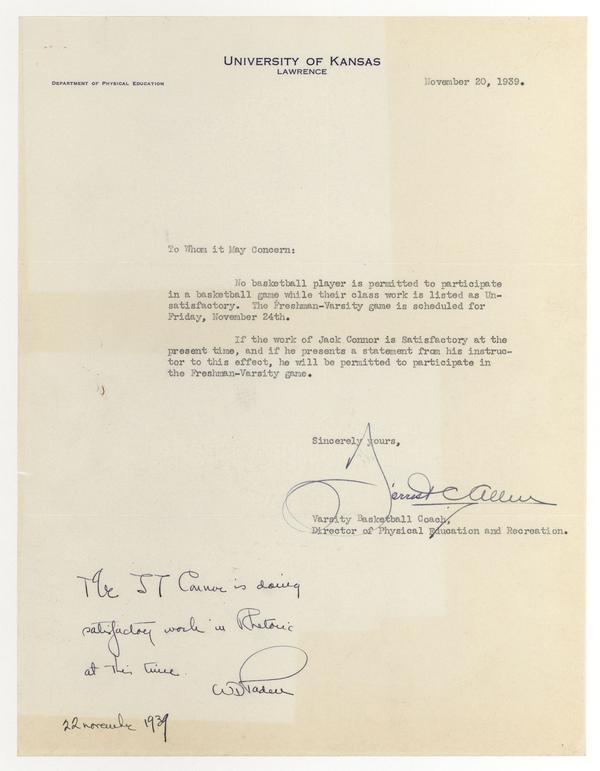 UNIVERSITY OF KANSAS
LAWRENCE
DEPARTMENT OF PHYSICAL EDUCATION
November 20, 1939.
To Whom it May Concern:
No basketball player is permitted to participate
in a basketball game while their class work is listed as Un-
satisfactory. The Freshman-Varsity game is scheduled for
Friday, November 24th.
If the work of Jack Connor is Satisfactory at the
present time, and if he presents a statement from his instruc-
tor to this effect, he will be permitted to participate in
the Freshman-Varsity game.
Sincerely yours,
Forrest C Allen
Varsity Basketball Coach,
Director of Physical Education and Recreation.
Mr J T Connor is doing
satisfactory work in Rhetoric
at this time.
22 november 1939